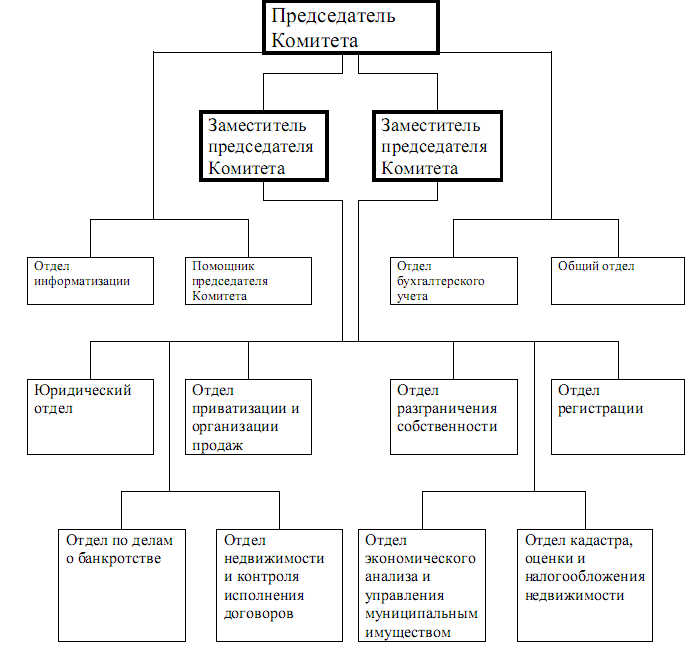 Председатель
Комитета
Заместитель
председателя
Комитета
Заместитель
председателя
Комитета
Отдел
информатизации
Помощник
председателя
Комитета
Отдел
бухгалтерского
учета
Общий отдел
Юридический
отдел
Отдел
приватизации и
организации
продаж
Отдел
разграничения
собственности
Отдел
регистрации
Отдел по делам
о банкротстве
Отдел
недвижимости
и контроля
исполнения
договоров
Отдел
экономического
анализа и
управления
муниципальным
имуществом
Отдел кадастра,
оценки и
налогообложения
недвижимости